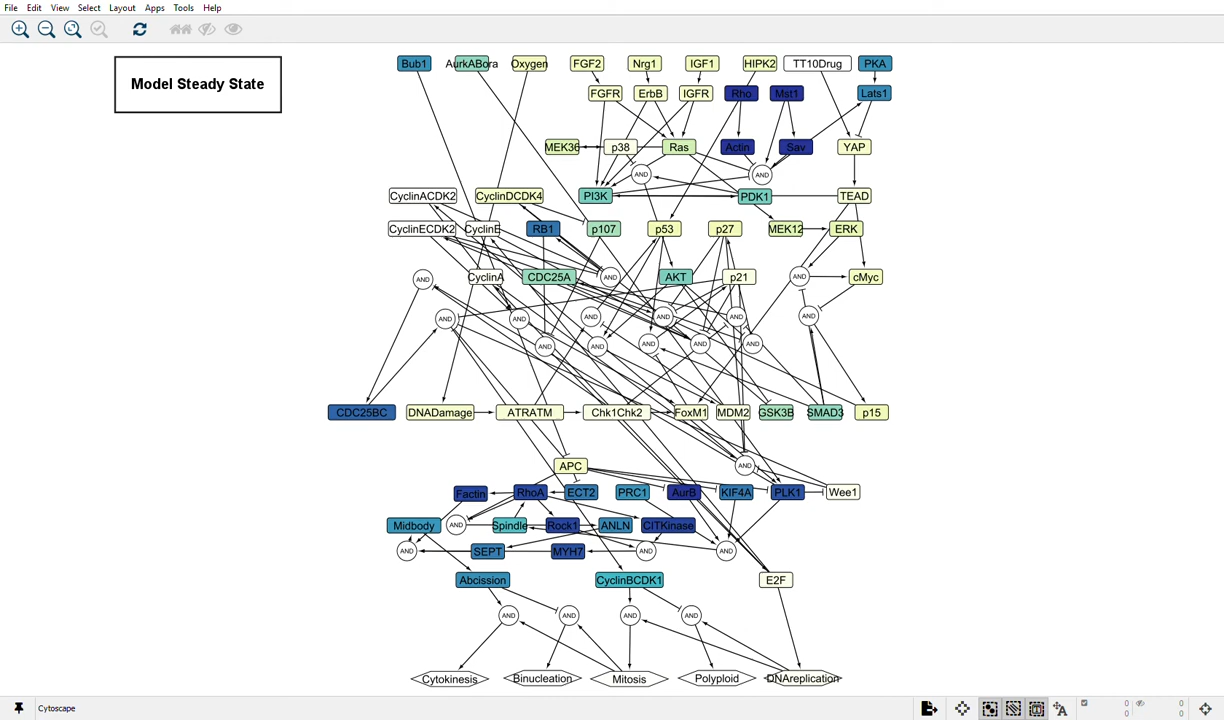 File Edit View Select Layout Apps Tools Help
Model Steady State
Bub1 AurkABora Oxygen FGF2 Nrg1 IGF1 HIPK2 TT10Drug PKA
FGFR ErbB IGFR Rho Mst1 Lats1
MEK36 p38 Ras Actin Sav YAP
AND AND
CyclinACDK2 CyclinDCDK4 PI3K PDK1 TEAD
CyclinECDK2 CyclinE RB1 p107 p53 p27 MEK12 ERK
AND CyclinA CDC25A AND AKT p21 AND cMyc
AND AND AND AND AND AND
AND AND AND AND AND
CDC25BC DNADamage ATRATM Chk1Chk2 FoxM1 MDM2 GSK3B SMAD3 p15
APC AND
Factin RhoA ECT2 PRC1 AurB KIF4A PLK1 Wee1
Midbody AND Spindle Rock1 ANLN CITKinase
AND SEPT MYH7 AND AND
Abcission CyclinBCDK1 E2F
AND AND AND AND
Cytokinesis Binucleation Mitosis Polyploid DNAreplication
Cytoscape 0 0
0 0